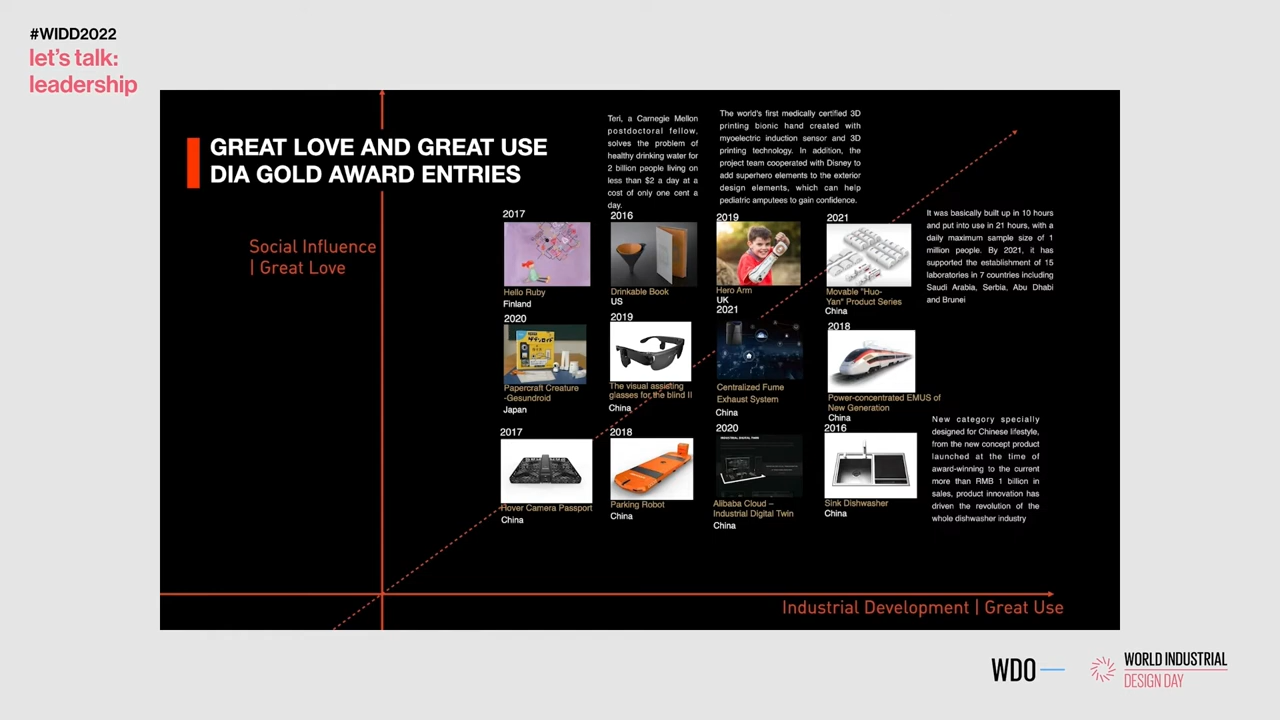 #WIDD2022
let's talk:
leadership
GREAT LOVE AND GREAT USE
DIA GOLD AWARD ENTRIES
Social Influence
| Great Love
Teri, a Carnegie Mellon
postdoctoral fellow,
solves the problem of
healthy drinking water for
2 billion people living on
less than $2 a day at a
cost of only one cent a
day.
The world's first medically certified 3D
printing bionic hand created with
myoelectric induction sensor and 3D
printing technology. In addition, the
project team cooperated with Disney to
add superhero elements to the exterior
design elements, which can help
pediatric amputees to gain confidence.
2017
Hello Ruby
Finland
2016
Drinkable Book
US
2019
Hero Arm
UK
2021
Movable "Huo-
Yan" Product Series
China
It was basically built up in 10 hours
and put into use in 21 hours, with a
daily maximum sample size of 1
million people. By 2021, it has
supported the establishment of 15
laboratories in 7 countries including
Saudi Arabia, Serbia, Abu Dhabi
and Brunei
2020
Papercraft Creature
-Gesundroid
Japan
2019
The visual assisting
glasses for the blind II
China
2021
Centralized Fume
Exhaust System
China
2018
Power-concentrated EMUS of
New Generation
China
2017
Hover Camera Passport
China
2018
Parking Robot
China
2020
INDUSTRIAL DIGITAL TWIN
Alibaba Cloud –
Industrial Digital Twin
China
2016
Sink Dishwasher
China
New category specially
designed for Chinese lifestyle,
from the new concept product
launched at the time of
award-winning to the current
more than RMB 1 billion in
sales, product innovation has
driven the revolution of the
whole dishwasher industry
Industrial Development | Great Use
WDO
WORLD INDUSTRIAL
DESIGN DAY